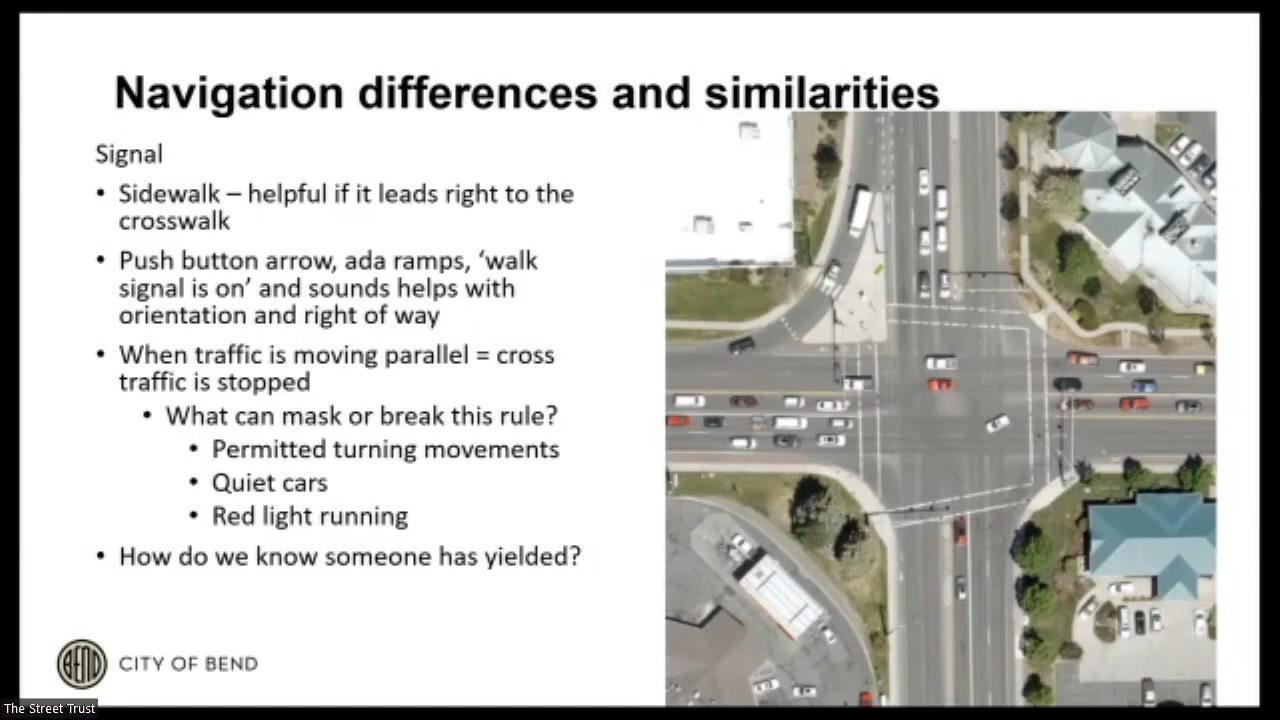 Navigation differences and similarities
Signal
• Sidewalk – helpful if it leads right to the
crosswalk
• Push button arrow, ada ramps, ‘walk
signal is on’ and sounds helps with
orientation and right of way
• When traffic is moving parallel = cross
traffic is stopped
• What can mask or break this rule?
• Permitted turning movements
• Quiet cars
• Red light running
• How do we know someone has yielded?
BEND
CITY OF BEND
The Street Trust